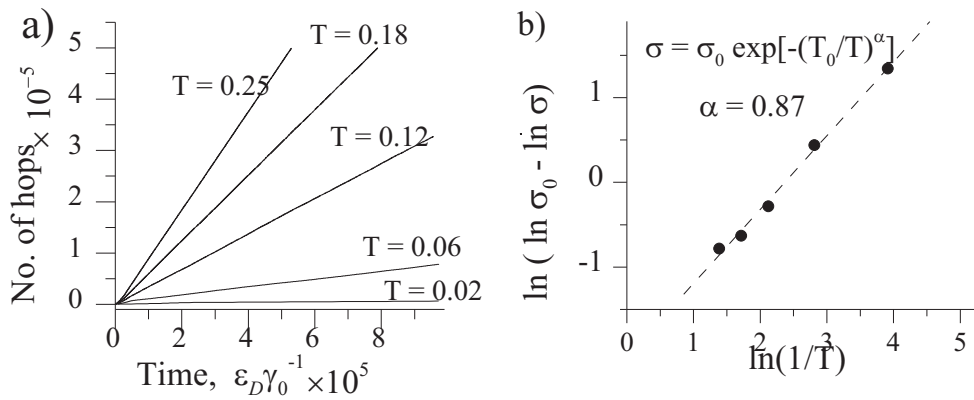 a)
No. of hops × 10⁻⁵
5
4
3
2
1
0
T = 0.25
T = 0.18
T = 0.12
T = 0.06
T = 0.02
0 2 4 6 8
Time, ε_D γ₀⁻¹ ×10⁵
b)
ln ( ln σ₀ - ln σ)
1
0
-1
σ = σ₀ exp[-(T₀/T)^α]
α = 0.87
0 1 2 3 4 5
ln(1/T)